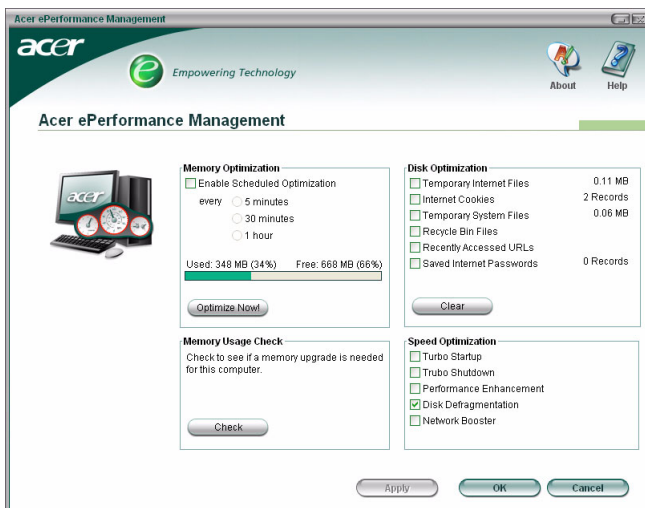 Acer ePerformance Management
acer
e
Empowering Technology
About
Help
Acer ePerformance Management
acer
Memory Optimization
Enable Scheduled Optimization
every
5 minutes
30 minutes
1 hour
Used: 348 MB (34%) Free: 668 MB (66%)
Optimize Now!
Disk Optimization
Temporary Internet Files 0.11 MB
Internet Cookies 2 Records
Temporary System Files 0.06 MB
Recycle Bin Files
Recently Accessed URLs
Saved Internet Passwords 0 Records
Clear
Memory Usage Check
Check to see if a memory upgrade is needed
for this computer.
Check
Speed Optimization
Turbo Startup
Trubo Shutdown
Performance Enhancement
Disk Defragmentation
Network Booster
Apply
OK
Cancel